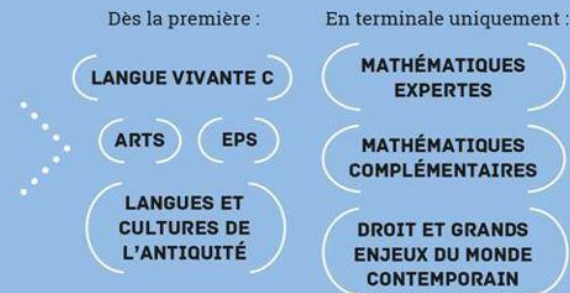 Dès la première :
LANGUE VIVANTE C
ARTS
EPS
LANGUES ET
CULTURES DE
L'ANTIQUITÉ
En terminale uniquement :
MATHÉMATIQUES
EXPERTES
MATHÉMATIQUES
COMPLÉMENTAIRES
DROIT ET GRANDS
ENJEUX DU MONDE
CONTEMPORAIN